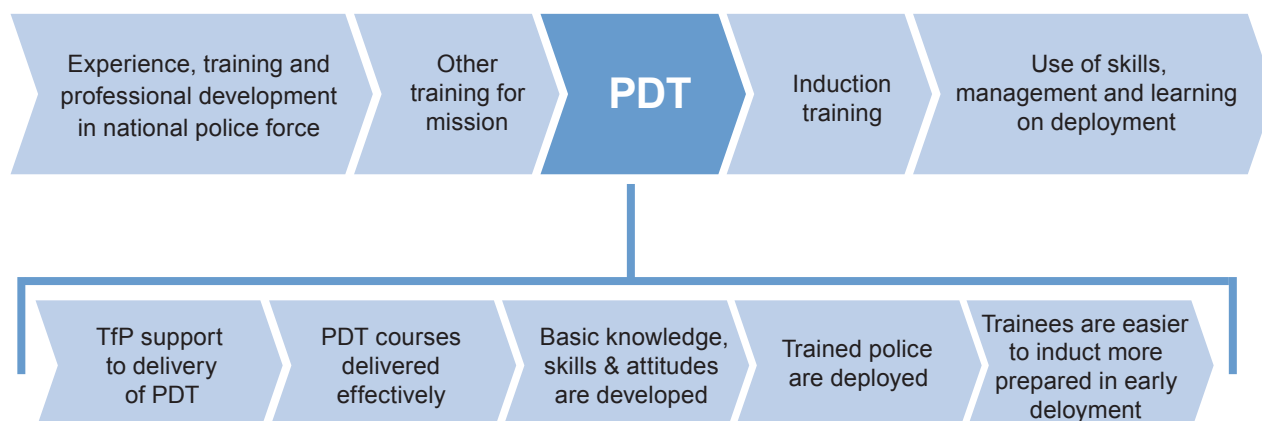 Experience, training and
professional development
in national police force
Other
training for
mission
PDT
Induction
training
Use of skills,
management and learning
on deployment
TfP support
to delivery
of PDT
PDT courses
delivered
effectively
Basic knowledge,
skills & attitudes
are developed
Trained police
are deployed
Trainees are easier
to induct more
prepared in early
deloyment